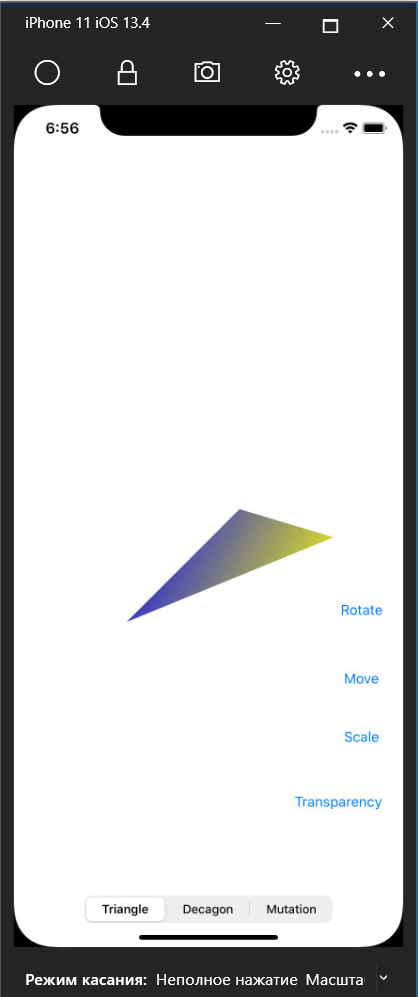 iPhone 11 iOS 13.4
6:56
Rotate
Move
Scale
Transparency
Triangle Decagon Mutation
Режим касания: Неполное нажатие Масшта